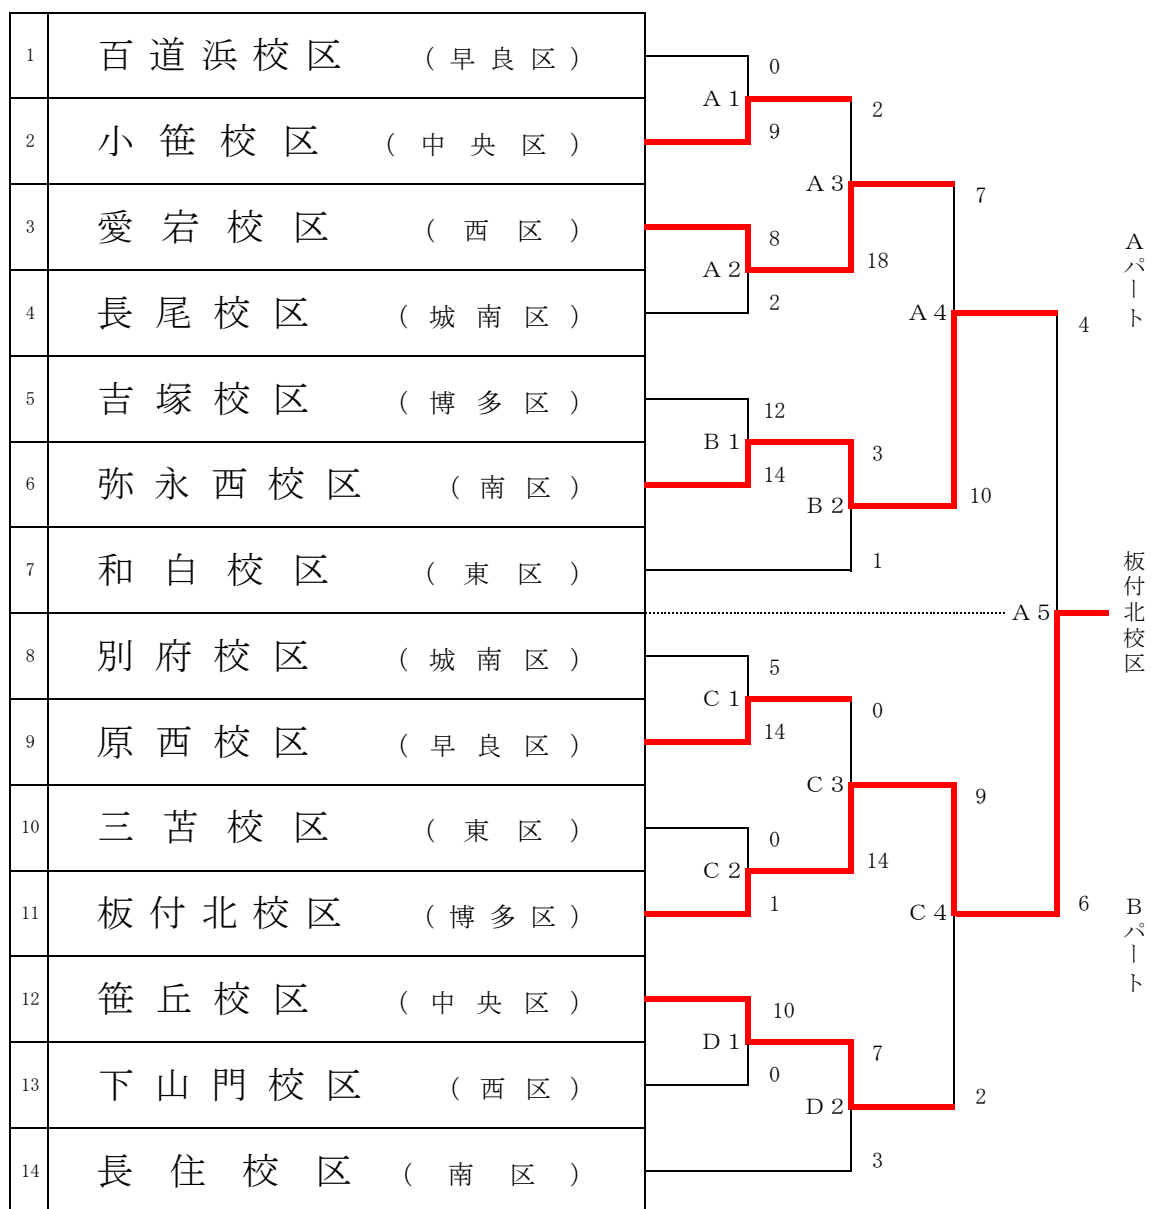 1 百道浜校区 (早良区)
2 小笹校区 (中央区)
3 愛宕校区 (西区)
4 長尾校区 (城南区)
5 吉塚校区 (博多区)
6 弥永西校区 (南区)
7 和白校区 (東区)
8 別府校区 (城南区)
9 原西校区 (早良区)
10 三苫校区 (東区)
11 板付北校区 (博多区)
12 笹丘校区 (中央区)
13 下山門校区 (西区)
14 長住校区 (南区)
0
A1
9
8
A2
2
12
B1
14
5
C1
14
0
C2
1
10
D1
0
2
A3
18
3
B2
1
0
C3
14
7
D2
3
7
A4
10
9
C4
2
4
A5
6
Aパート
板付北校区
Bパート